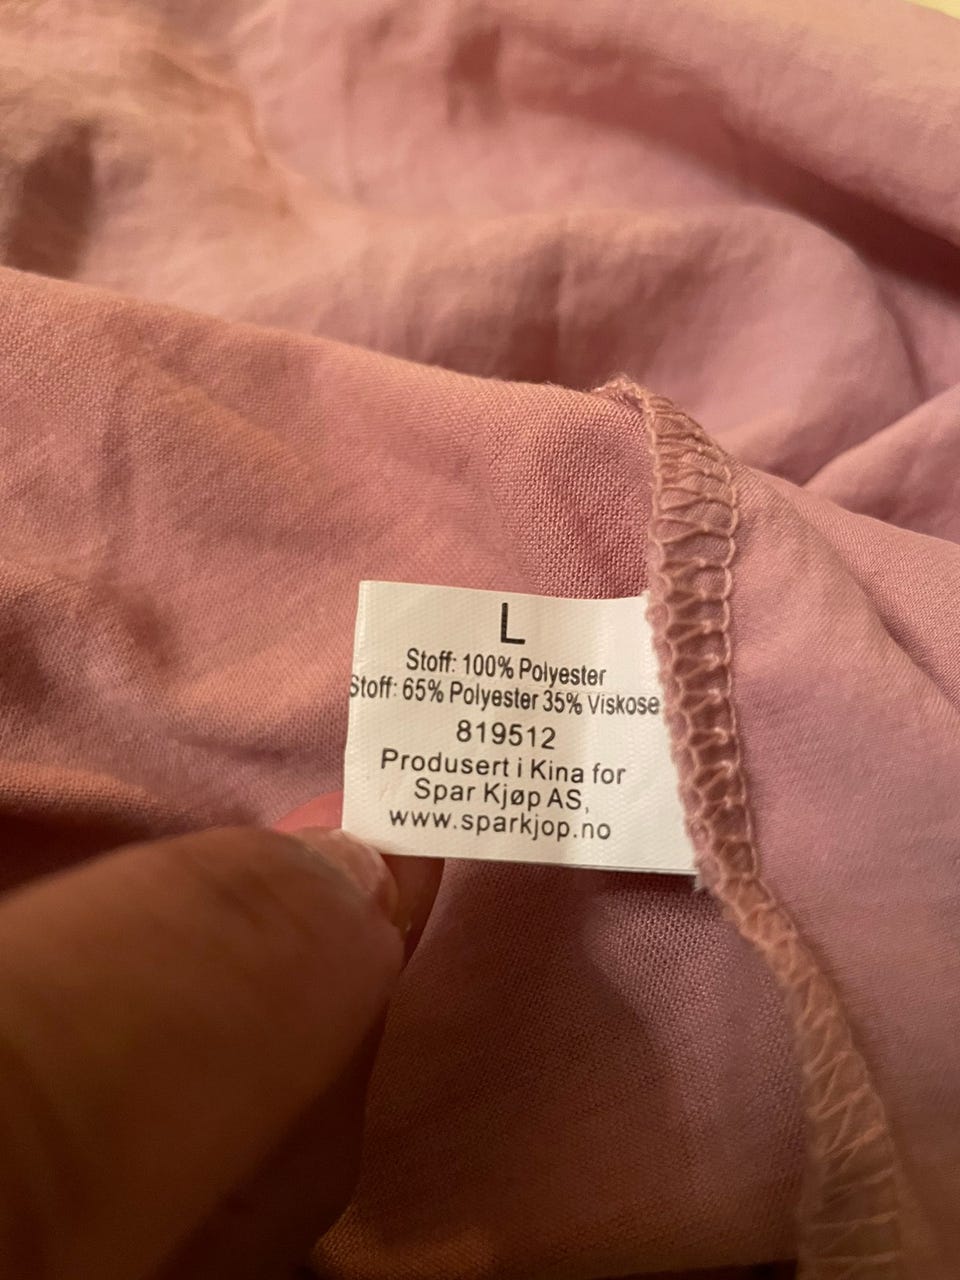 L
Stoff: 100% Polyester
Stoff: 65% Polyester 35% Viskose
819512
Produsert i Kina for
Spar Kjøp AS,
www.sparkjop.no